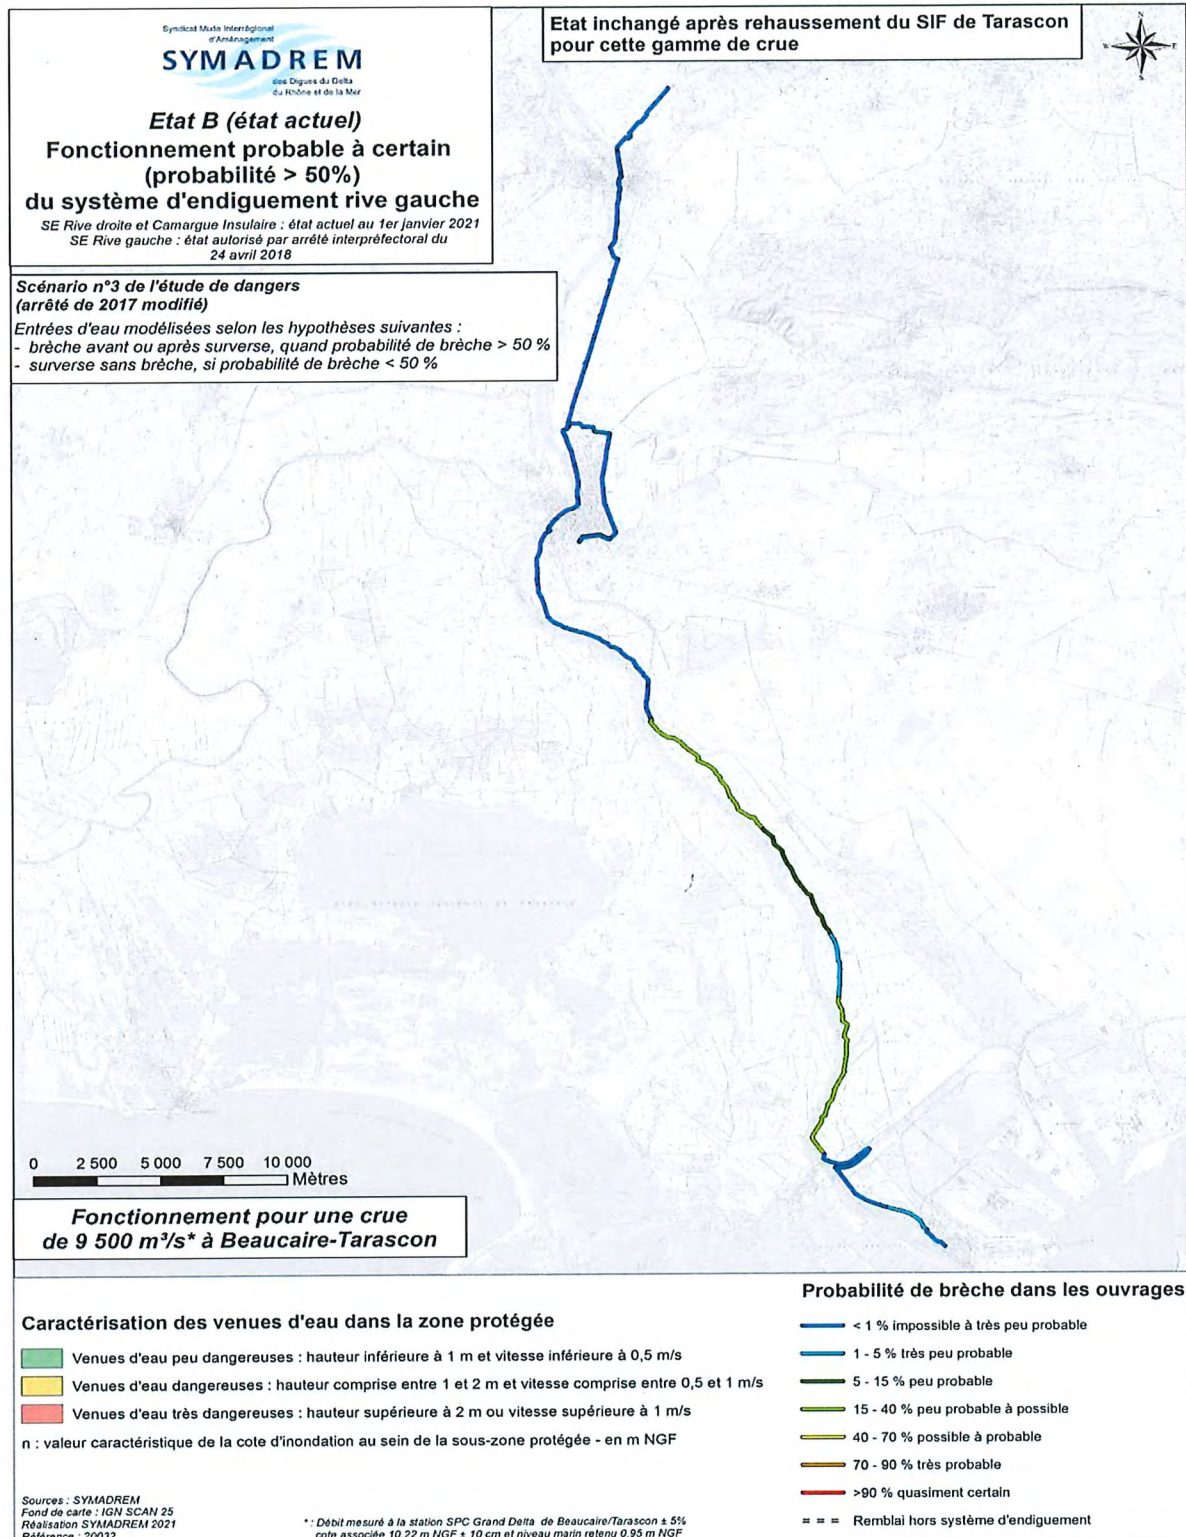 Syndicat Mixte Interrégional
d'Aménagement
SYMADREM
des Digues du Delta
du Rhône et de la Mer
Etat B (état actuel)
Fonctionnement probable à certain
(probabilité > 50%)
du système d'endiguement rive gauche
SE Rive droite et Camargue Insulaire : état actuel au 1er janvier 2021
SE Rive gauche : état autorisé par arrêté interpréfectoral du
24 avril 2018
Etat inchangé après rehaussement du SIF de Tarascon
pour cette gamme de crue
N
W
E
S
Scénario n°3 de l'étude de dangers
(arrêté de 2017 modifié)
Entrées d'eau modélisées selon les hypothèses suivantes :
- brèche avant ou après surverse, quand probabilité de brèche > 50 %
- surverse sans brèche, si probabilité de brèche < 50 %
0 2 500 5 000 7 500 10 000
Mètres
Fonctionnement pour une crue
de 9 500 m³/s* à Beaucaire-Tarascon
Caractérisation des venues d'eau dans la zone protégée
Venues d'eau peu dangereuses : hauteur inférieure à 1 m et vitesse inférieure à 0,5 m/s
Venues d'eau dangereuses : hauteur comprise entre 1 et 2 m et vitesse comprise entre 0,5 et 1 m/s
Venues d'eau très dangereuses : hauteur supérieure à 2 m ou vitesse supérieure à 1 m/s
n : valeur caractéristique de la cote d'inondation au sein de la sous-zone protégée - en m NGF
Probabilité de brèche dans les ouvrages
< 1 % impossible à très peu probable
1 - 5 % très peu probable
5 - 15 % peu probable
15 - 40 % peu probable à possible
40 - 70 % possible à probable
70 - 90 % très probable
>90 % quasiment certain
Remblai hors système d'endiguement
Sources : SYMADREM
Fond de carte : IGN SCAN 25
Réalisation SYMADREM 2021
Référence : 20032
* : Débit mesuré à la station SPC Grand Delta de Beaucaire/Tarascon ± 5%
cote associée 10,22 m NGF ± 10 cm et niveau marin retenu 0,95 m NGF